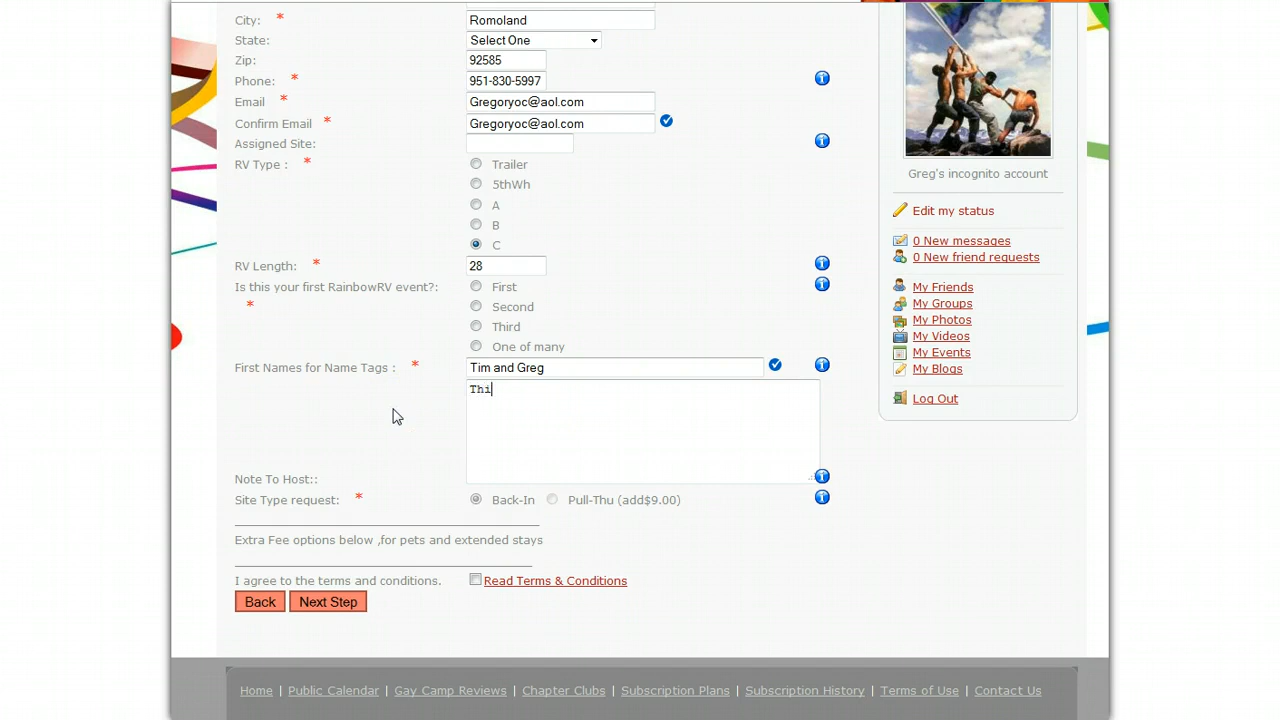 City: * Romoland
State: Select One
Zip: 92585
Phone: * 951-830-5997
Email * Gregoryoc@aol.com
Confirm Email * Gregoryoc@aol.com
Assigned Site:
RV Type : * Trailer
5thWh
A
B
C
RV Length: * 28
Is this your first RainbowRV event?: First
* Second
Third
One of many
First Names for Name Tags : * Tim and Greg
Thi
Note To Host::
Site Type request: * Back-In Pull-Thu (add$9.00)
Extra Fee options below ,for pets and extended stays
I agree to the terms and conditions. Read Terms & Conditions
Back Next Step
Greg's incognito account
Edit my status
0 New messages
0 New friend requests
My Friends
My Groups
My Photos
My Videos
My Events
My Blogs
Log Out
Home | Public Calendar | Gay Camp Reviews | Chapter Clubs | Subscription Plans | Subscription History | Terms of Use | Contact Us